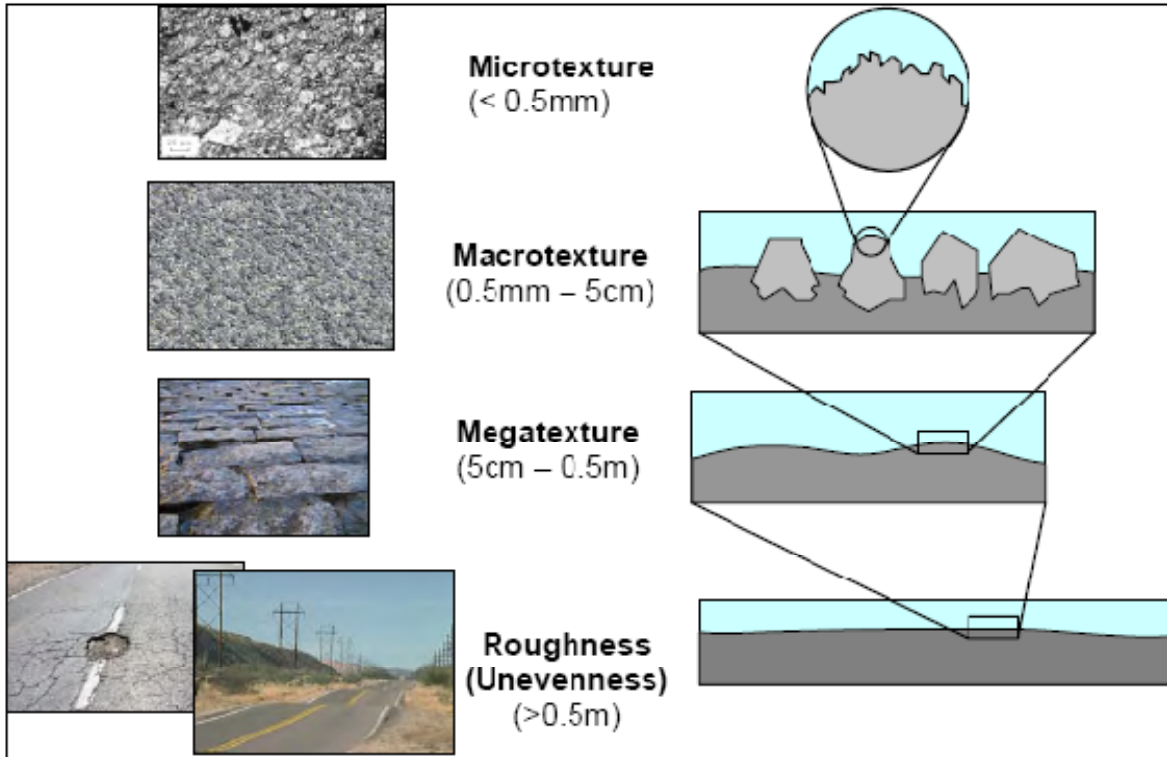 Microtexture
(< 0.5mm)
Macrotexture
(0.5mm – 5cm)
Megatexture
(5cm – 0.5m)
Roughness
(Unevenness)
(>0.5m)